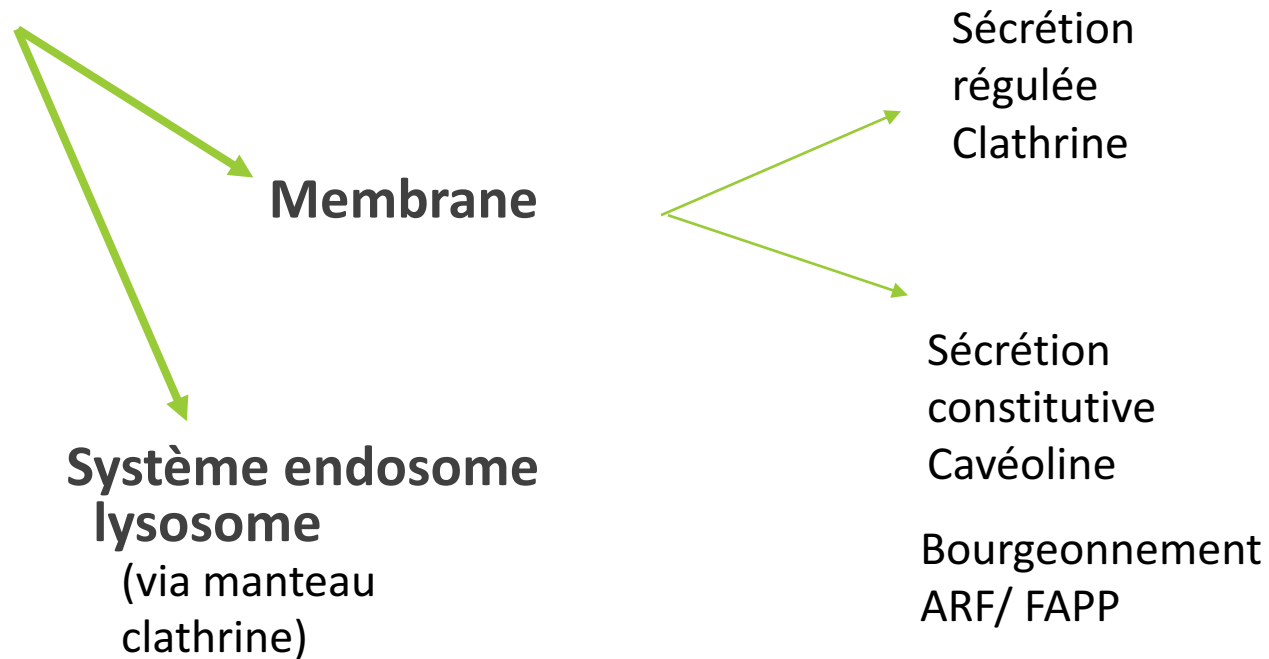 Membrane
Système endosome
lysosome
(via manteau
clathrine)
Sécrétion
régulée
Clathrine
Sécrétion
constitutive
Cavéoline
Bourgeonnement
ARF/ FAPP